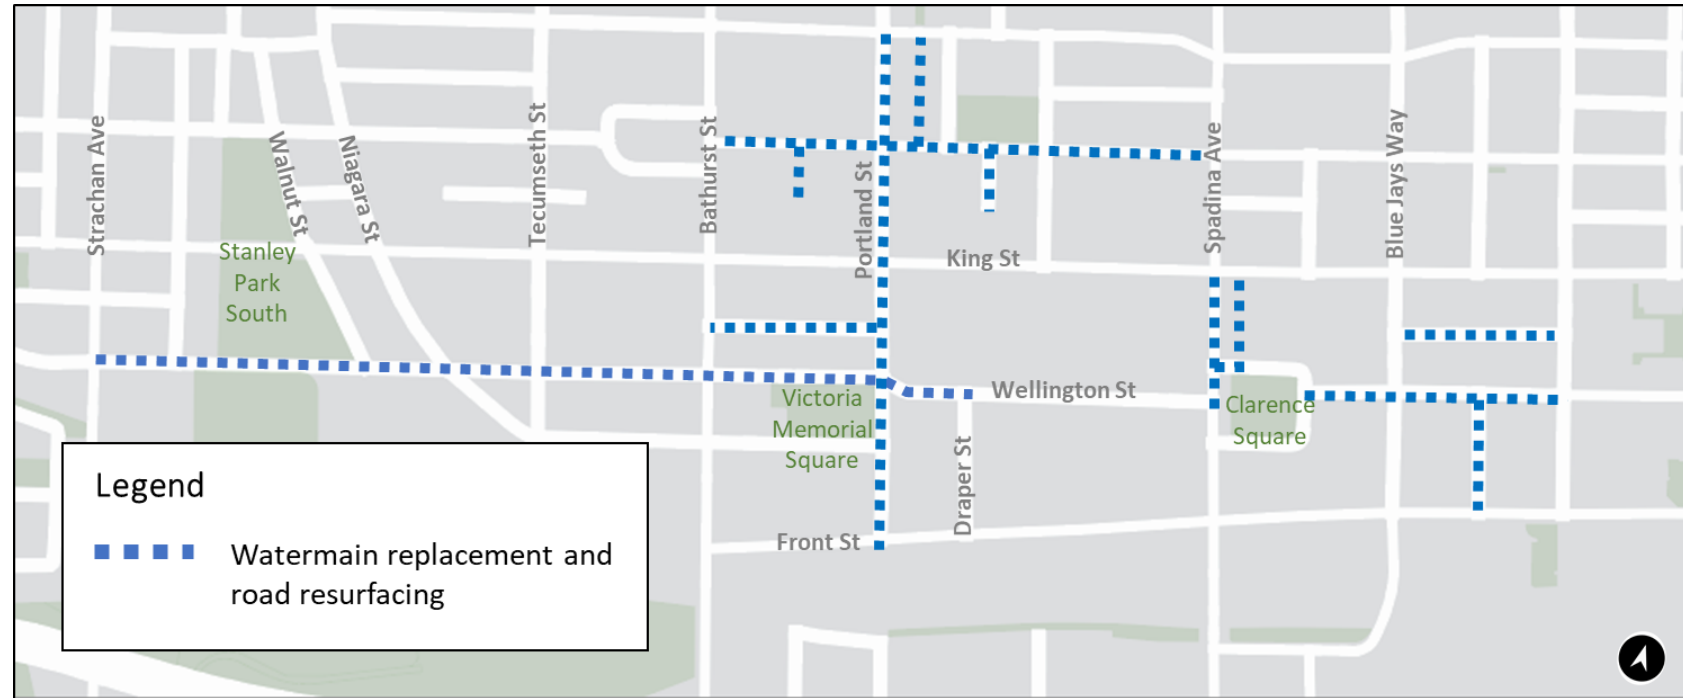 Strachan Ave
Walnut St
Niagara St
Tecumseth St
Bathurst St
Portland St
Spadina Ave
Blue Jays Way
Stanley
Park
South
King St
Wellington St
Victoria
Memorial
Square
Clarence
Square
Draper St
Front St
Legend
Watermain replacement and
road resurfacing